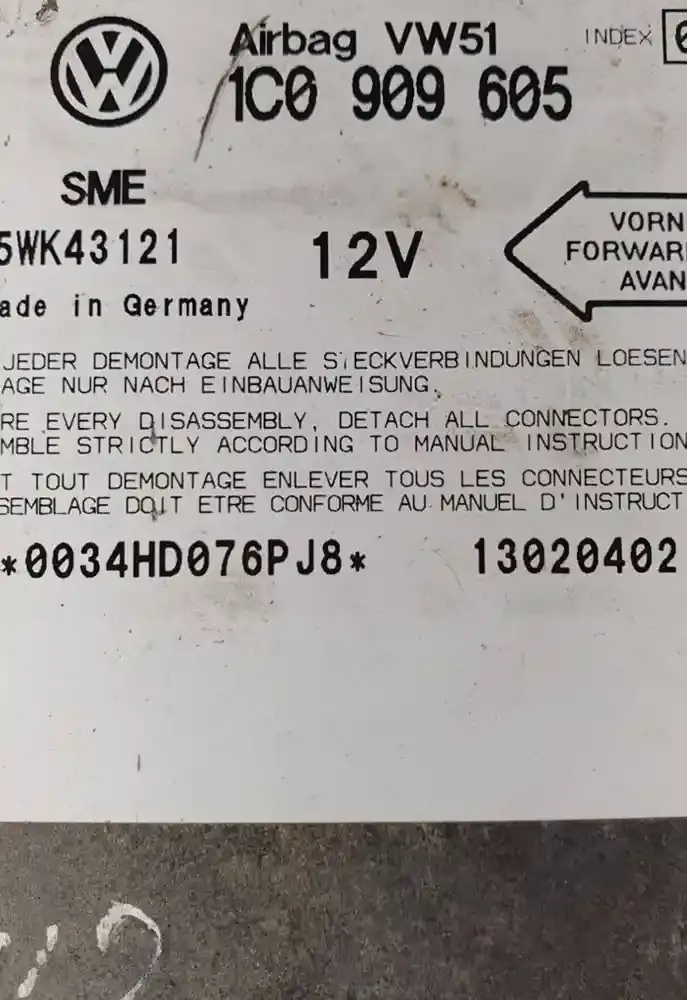 Airbag VW51 INDEX
1C0 909 605
SME
5WK43121 12V
VORN
FORWAR
AVAN
ade in Germany
JEDER DEMONTAGE ALLE STECKVERBINDUNGEN LOESEN
AGE NUR NACH EINBAUANWEISUNG.
RE EVERY DISASSEMBLY, DETACH ALL CONNECTORS.
MBLE STRICTLY ACCORDING TO MANUAL INSTRUCTION
T TOUT DEMONTAGE ENLEVER TOUS LES CONNECTEURS
SEMBLAGE DOIT ETRE CONFORME AU MANUEL D'INSTRUCT
*0034HD076PJ8* 13020402